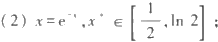 (2) x = e^{-x}, x^* ∈ [1/2, ln 2];